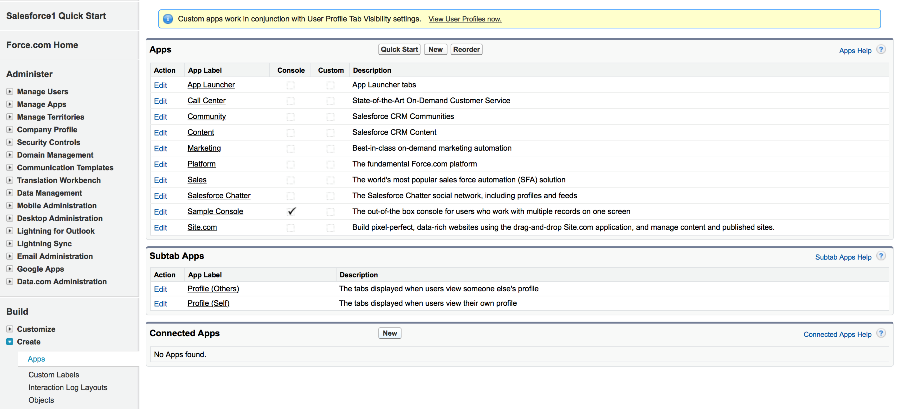 Salesforce1 Quick Start
Force.com Home
Administer
Manage Users
Manage Apps
Manage Territories
Company Profile
Security Controls
Domain Management
Communication Templates
Translation Workbench
Data Management
Mobile Administration
Desktop Administration
Lightning for Outlook
Lightning Sync
Email Administration
Google Apps
Data.com Administration
Build
Customize
Create
Apps
Custom Labels
Interaction Log Layouts
Objects
Custom apps work in conjunction with User Profile Tab Visibility settings. View User Profiles now.
Apps Quick Start New Reorder Apps Help ?
Action App Label Console Custom Description
Edit App Launcher App Launcher tabs
Edit Call Center State-of-the-Art On-Demand Customer Service
Edit Community Salesforce CRM Communities
Edit Content Salesforce CRM Content
Edit Marketing Best-in-class on-demand marketing automation
Edit Platform The fundamental Force.com platform
Edit Sales The world's most popular sales force automation (SFA) solution
Edit Salesforce Chatter The Salesforce Chatter social network, including profiles and feeds
Edit Sample Console The out-of-the box console for users who work with multiple records on one screen
Edit Site.com Build pixel-perfect, data-rich websites using the drag-and-drop Site.com application, and manage content and published sites.
Subtab Apps Subtab Apps Help ?
Action App Label Description
Edit Profile (Others) The tabs displayed when users view someone else's profile
Edit Profile (Self) The tabs displayed when users view their own profile
Connected Apps New Connected Apps Help ?
No Apps found.